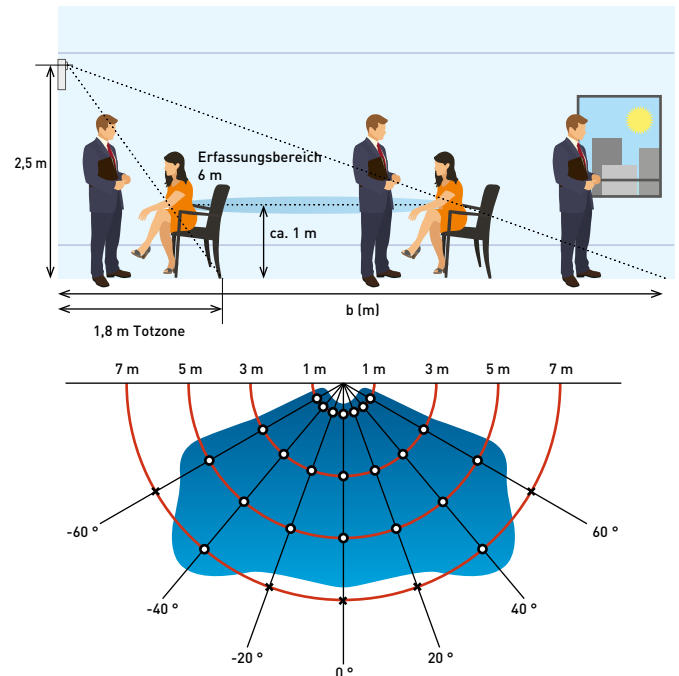 2,5 m
Erfassungsbereich
6 m
ca. 1 m
b (m)
1,8 m Totzone
7 m 5 m 3 m 1 m 1 m 3 m 5 m 7 m
-60 ° 60 °
-40 ° 40 °
-20 ° 20 °
0 °